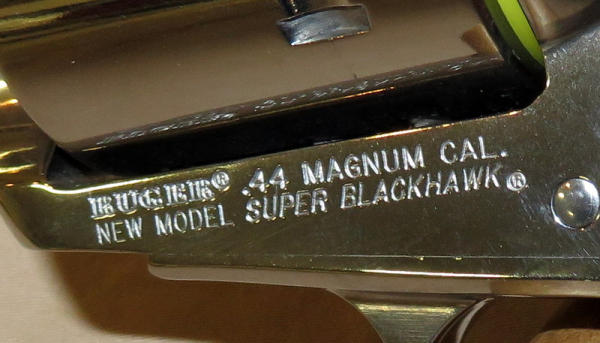 RUGER® .44 MAGNUM CAL.
NEW MODEL SUPER BLACKHAWK®